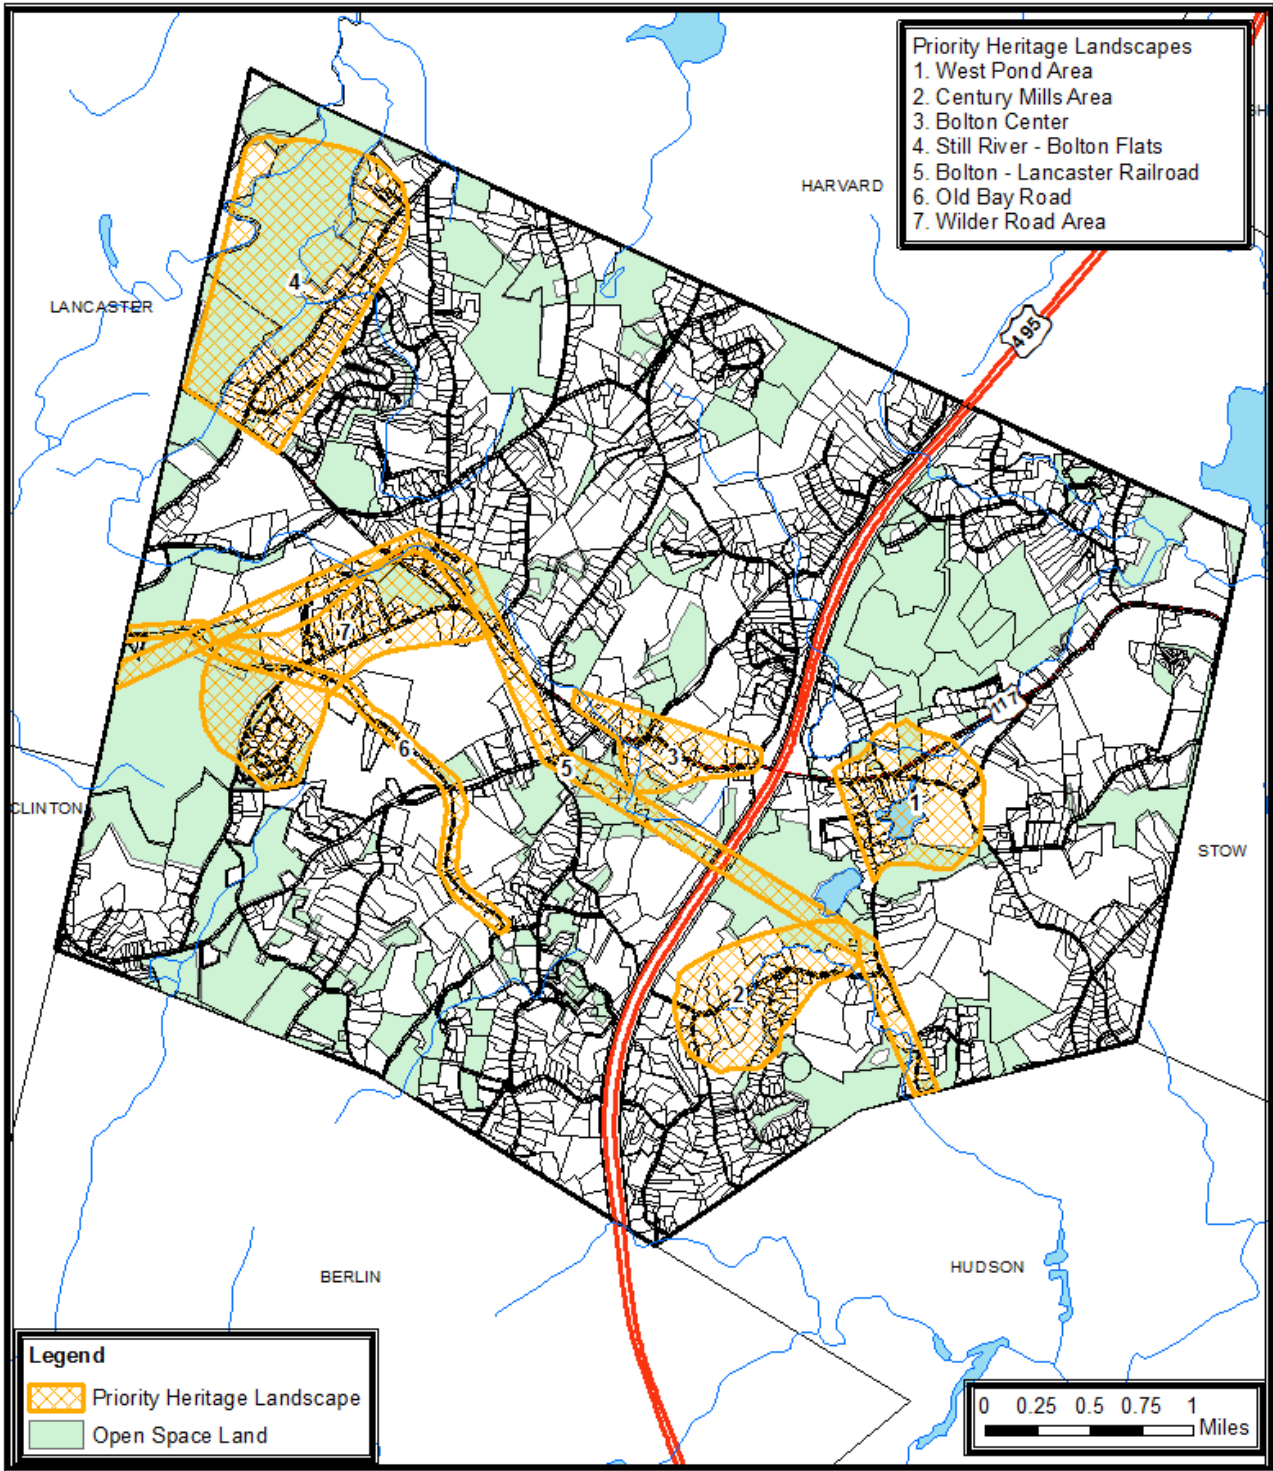 Priority Heritage Landscapes
1. West Pond Area
2. Century Mills Area
3. Bolton Center
4. Still River - Bolton Flats
5. Bolton - Lancaster Railroad
6. Old Bay Road
7. Wilder Road Area
HARVARD
LANCASTER
4
495
7
117
6
3
5
1
CLINTON
STOW
2
BERLIN
HUDSON
Legend
Priority Heritage Landscape
Open Space Land
0 0.25 0.5 0.75 1
Miles